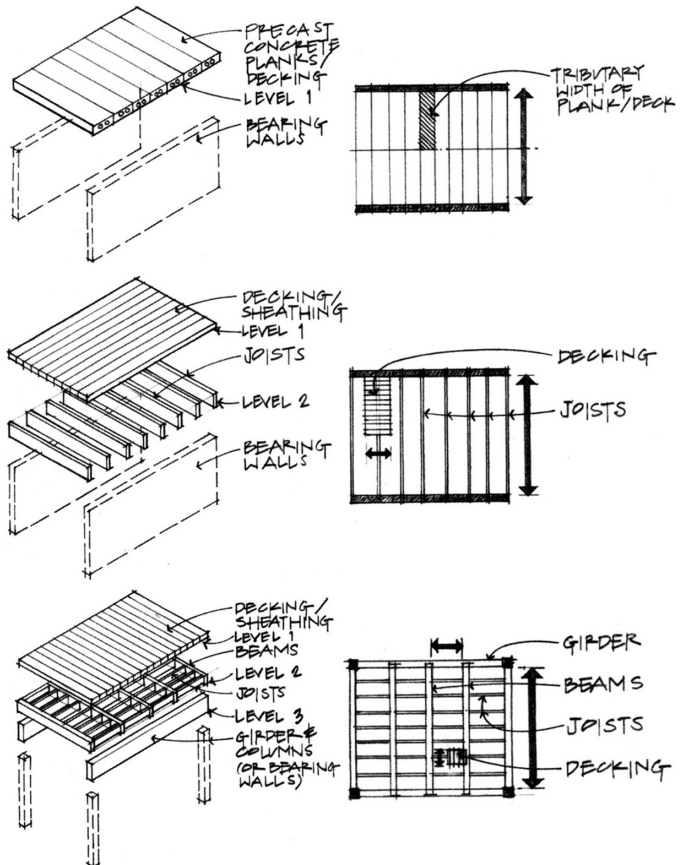 PRECAST
CONCRETE
PLANKS/
DECKING
LEVEL 1
BEARING
WALLS
TRIBUTARY
WIDTH OF
PLANK/DECK
DECKING/
SHEATHING
LEVEL 1
JOISTS
LEVEL 2
BEARING
WALLS
DECKING
JOISTS
DECKING/
SHEATHING
LEVEL 1
BEAMS
LEVEL 2
JOISTS
LEVEL 3
GIRDER &
COLUMNS
(OR BEARING
WALLS)
GIRDER
BEAMS
JOISTS
DECKING